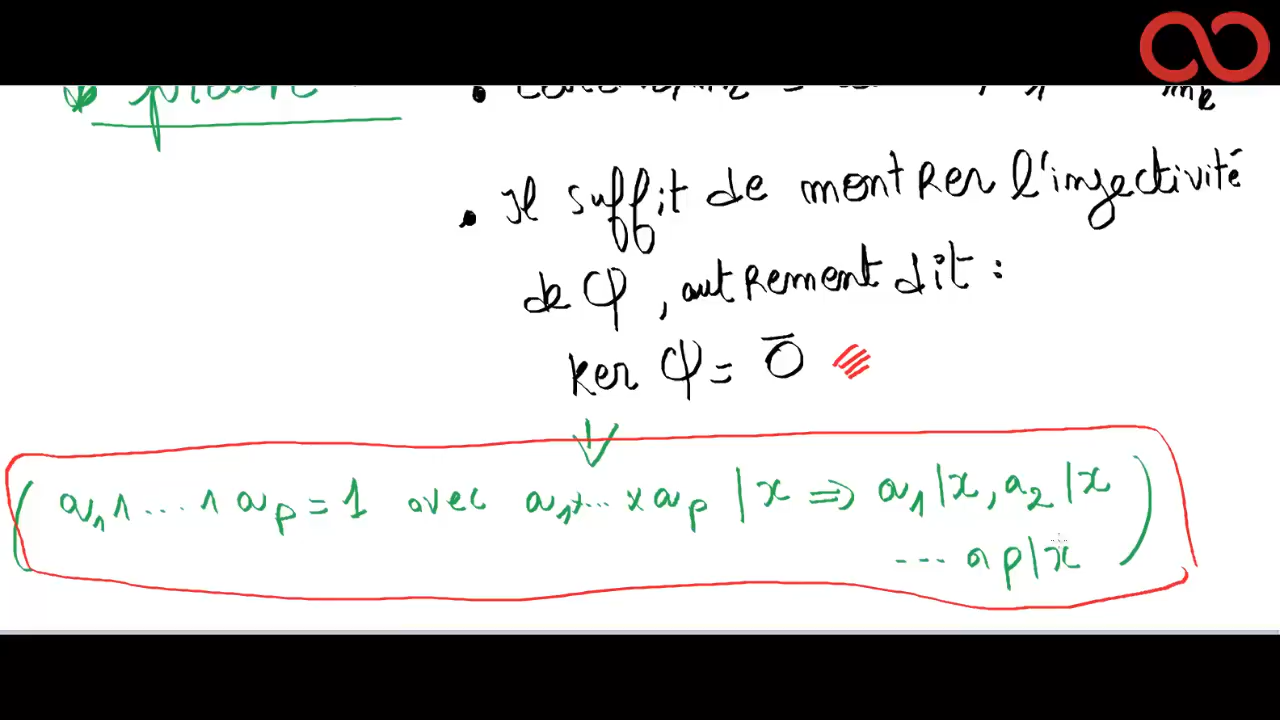 • Il suffit de montrer l'injectivité
de φ, autrement dit :
ker φ = 0̄
( a₁ ∧ ... ∧ ap = 1 avec a₁ × ... × ap | x ⇒ a₁ | x, a₂ | x
... ap | x )